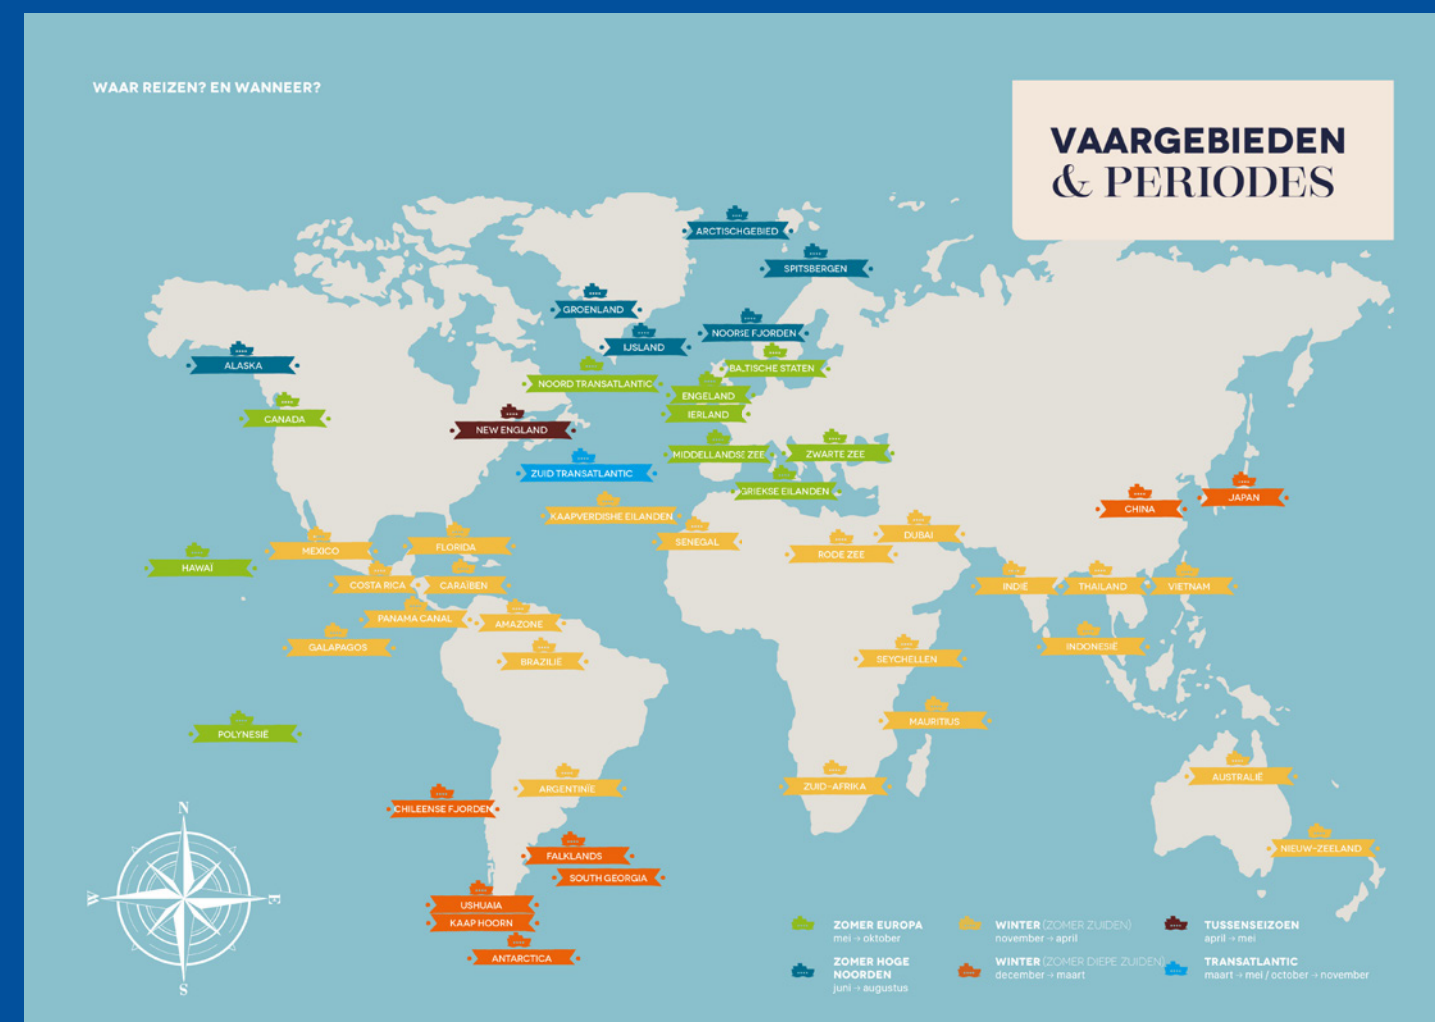 WAAR REIZEN? EN WANNEER?
VAARGEBIEDEN
& PERIODES
ARCTISCHGEBIED
SPITSBERGEN
GROENLAND
NOORSE FJORDEN
IJSLAND
ALASKA
BALTISCHE STATEN
NOORD TRANSATLANTIC
ENGELAND
IERLAND
CANADA
NEW ENGLAND
MIDDELLANDSE ZEE
ZWARTE ZEE
ZUID TRANSATLANTIC
GRIEKSE EILANDEN
JAPAN
CHINA
KAAPVERDISHE EILANDEN
SENEGAL
DUBAI
MEXICO
FLORIDA
RODE ZEE
HAWAÏ
COSTA RICA
CARAÏBEN
INDIË
THAILAND
VIETNAM
PANAMA CANAL
AMAZONE
GALAPAGOS
INDONESIË
BRAZILIË
SEYCHELLEN
MAURITIUS
POLYNESIË
AUSTRALIË
ARGENTINIË
ZUID-AFRIKA
CHILEENSE FJORDEN
NIEUW-ZEELAND
FALKLANDS
SOUTH GEORGIA
USHUAIA
KAAP HOORN
ANTARCTICA
N
W
E
S
ZOMER EUROPA
mei → oktober
ZOMER HOGE
NOORDEN
juni → augustus
WINTER (ZOMER ZUIDEN)
november → april
WINTER (ZOMER DIEPE ZUIDEN)
december → maart
TUSSENSEIZOEN
april → mei
TRANSATLANTIC
maart → mei / october → november